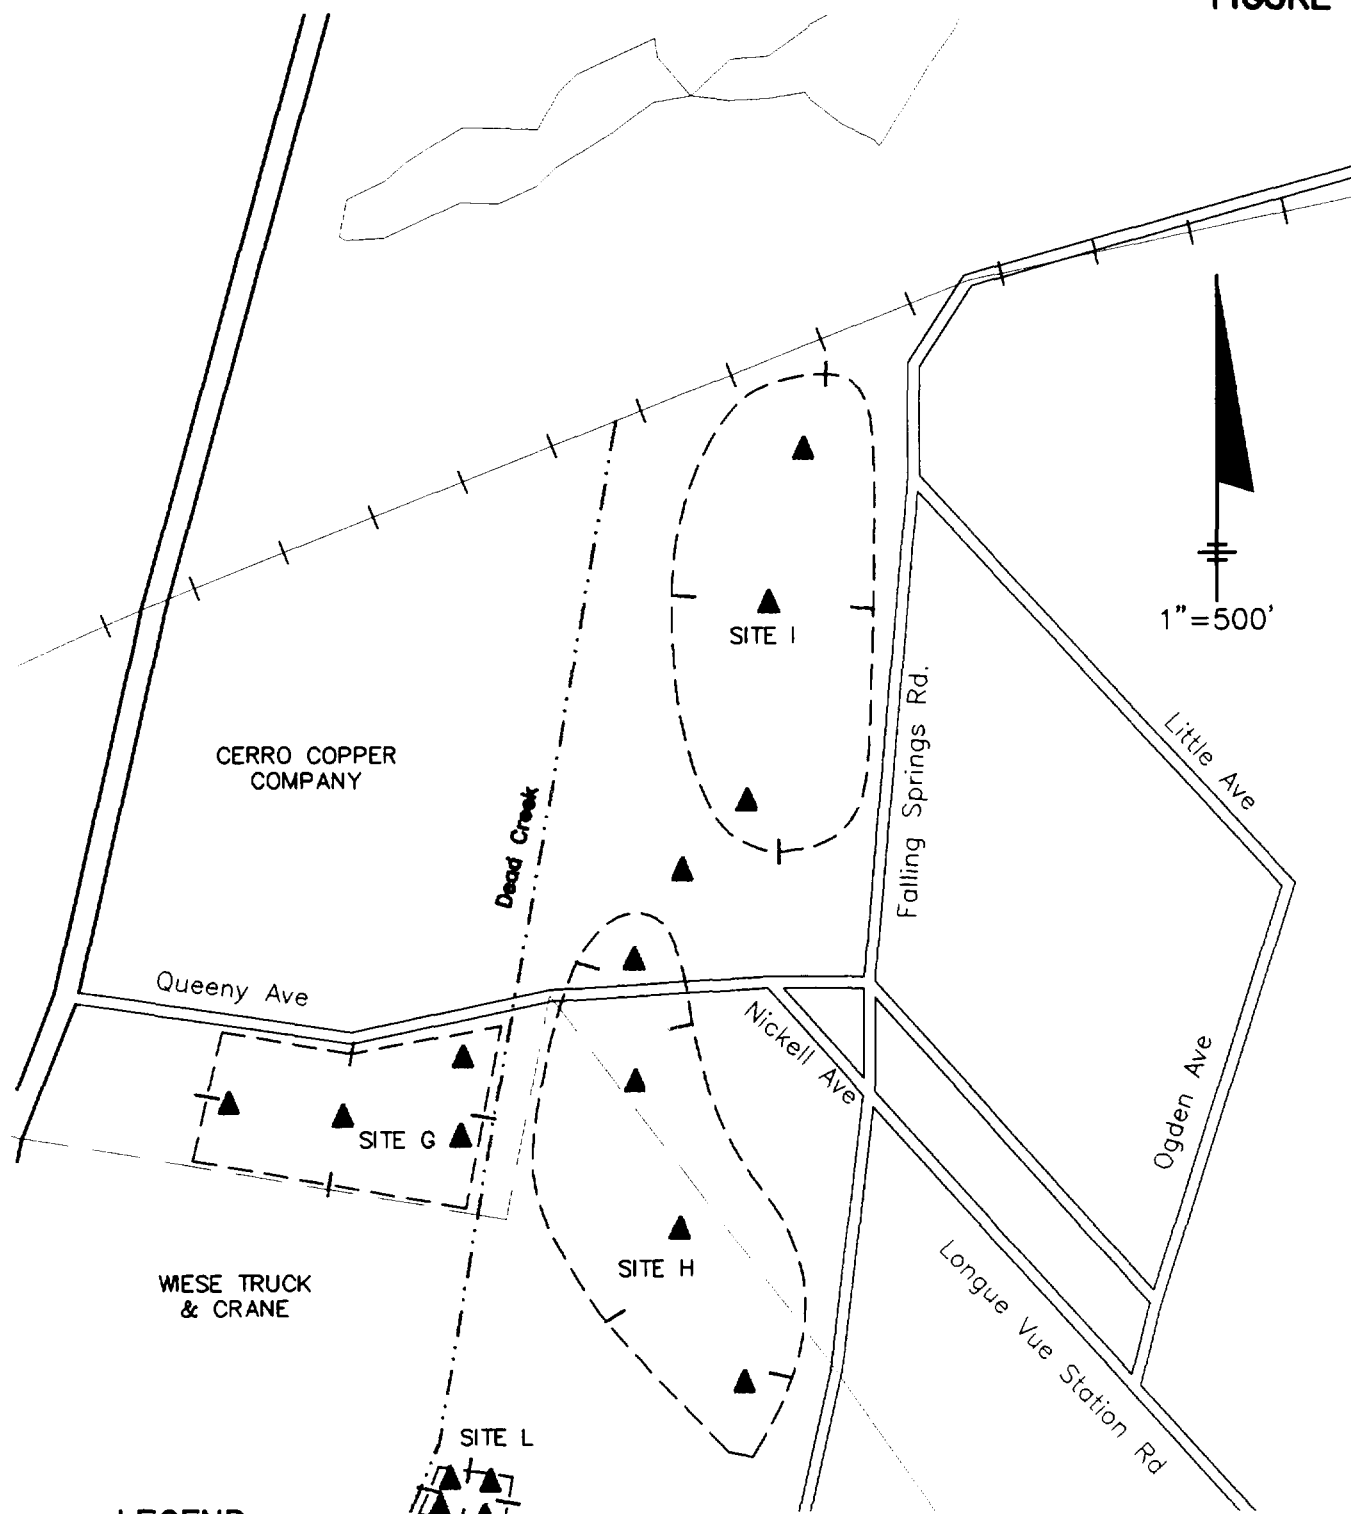 FIGURE
1"=500'
SITE I
Little Ave
Falling Springs Rd.
CERRO COPPER
COMPANY
Dead Creek
Queeny Ave
Nickell Ave
Ogden Ave
SITE G
SITE H
Longue Vue Station Rd
WIESE TRUCK
& CRANE
SITE L
LEGEND